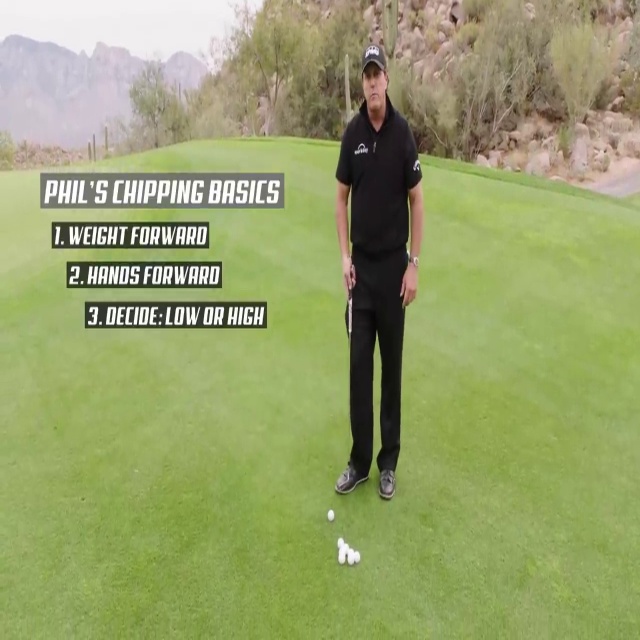 PHIL'S CHIPPING BASICS
1. WEIGHT FORWARD
2. HANDS FORWARD
3. DECIDE: LOW OR HIGH